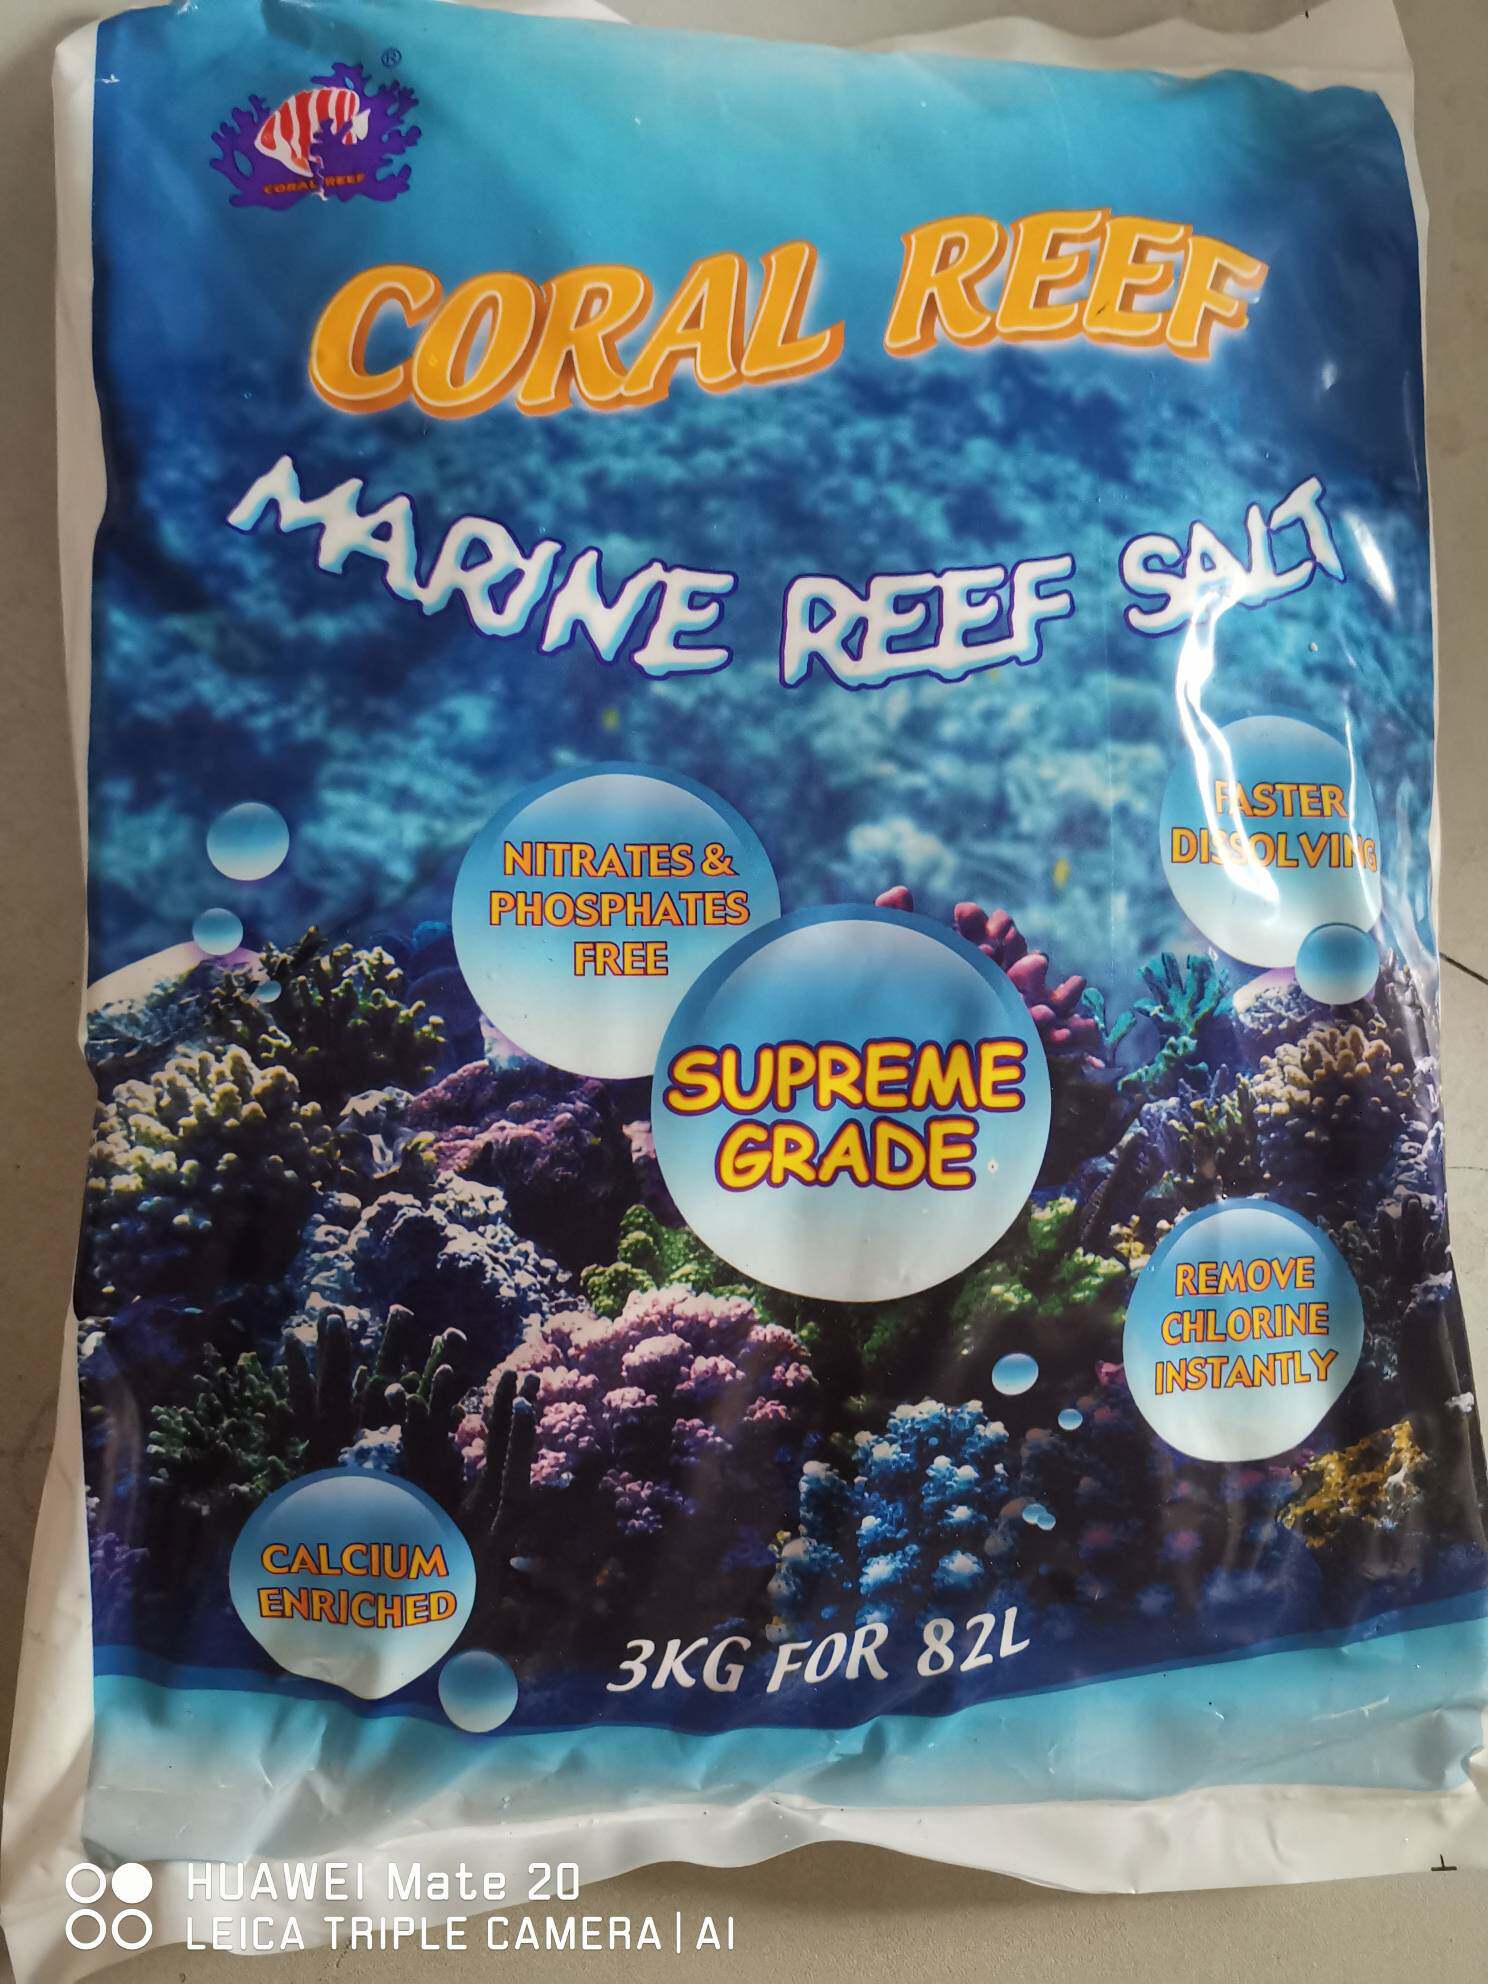 ®
CORAL REEF
CORAL REEF
MARINE REEF SALT
FASTER
DISSOLVING
NITRATES &
PHOSPHATES
FREE
SUPREME
GRADE
REMOVE
CHLORINE
INSTANTLY
CALCIUM
ENRICHED
3KG FOR 82L
HUAWEI Mate 20
LEICA TRIPLE CAMERA | AI